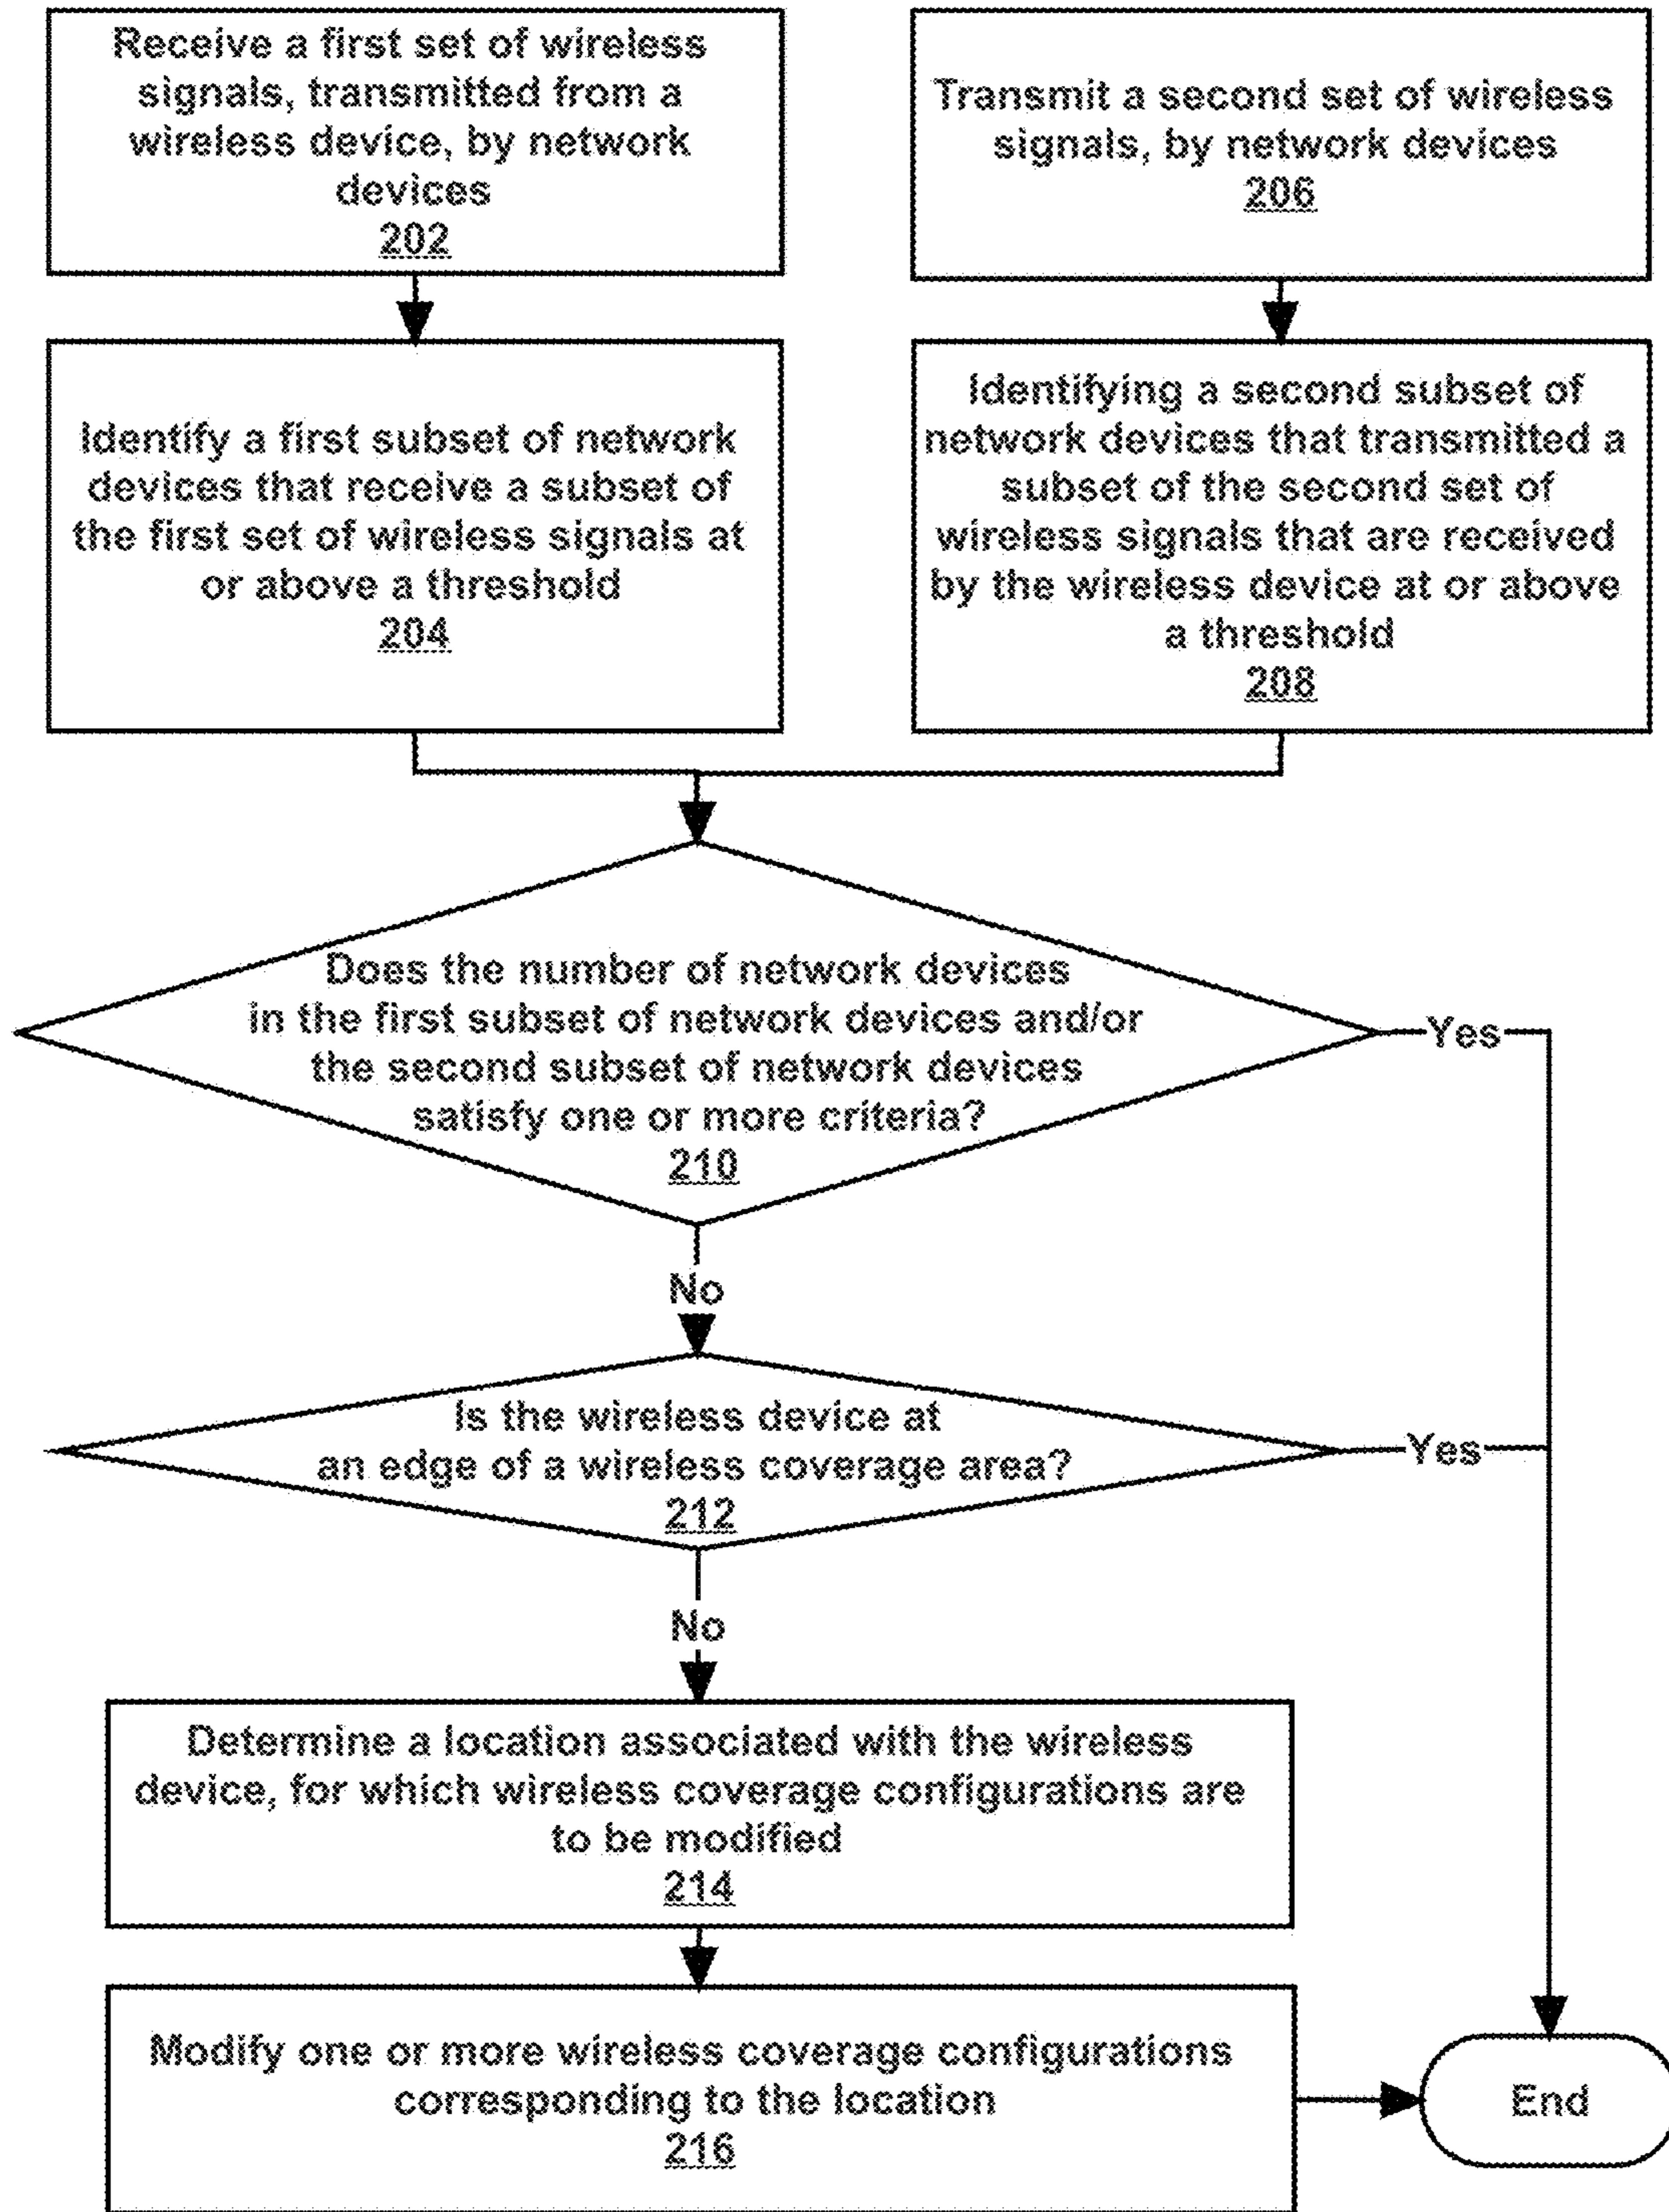 Receive a first set of wireless
signals, transmitted from a
wireless device, by network
devices
202
Transmit a second set of wireless
signals, by network devices
206
Identify a first subset of network
devices that receive a subset of
the first set of wireless signals at
or above a threshold
204
Identifying a second subset of
network devices that transmitted a
subset of the second set of
wireless signals that are received
by the wireless device at or above
a threshold
208
Does the number of network devices
in the first subset of network devices and/or
the second subset of network devices
satisfy one or more criteria?
210
Yes
No
Is the wireless device at
an edge of a wireless coverage area?
212
Yes
No
Determine a location associated with the wireless
device, for which wireless coverage configurations are
to be modified
214
Modify one or more wireless coverage configurations
corresponding to the location
216
End